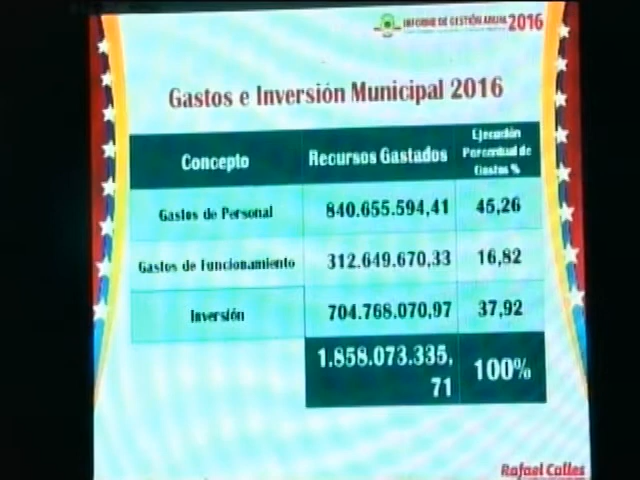 INFORME DE GESTIÓN ANUAL 2016
Gastos e Inversión Municipal 2016
Concepto
Recursos Gastados
Ejecución
Porcentual de
Gastos %
Gastos de Personal
840.655.594,41
45,26
Gastos de Funcionamiento
312.649.670,33
16,82
Inversión
704.768.070,97
37,92
1.858.073.335,
71
100%
Rafael Calles